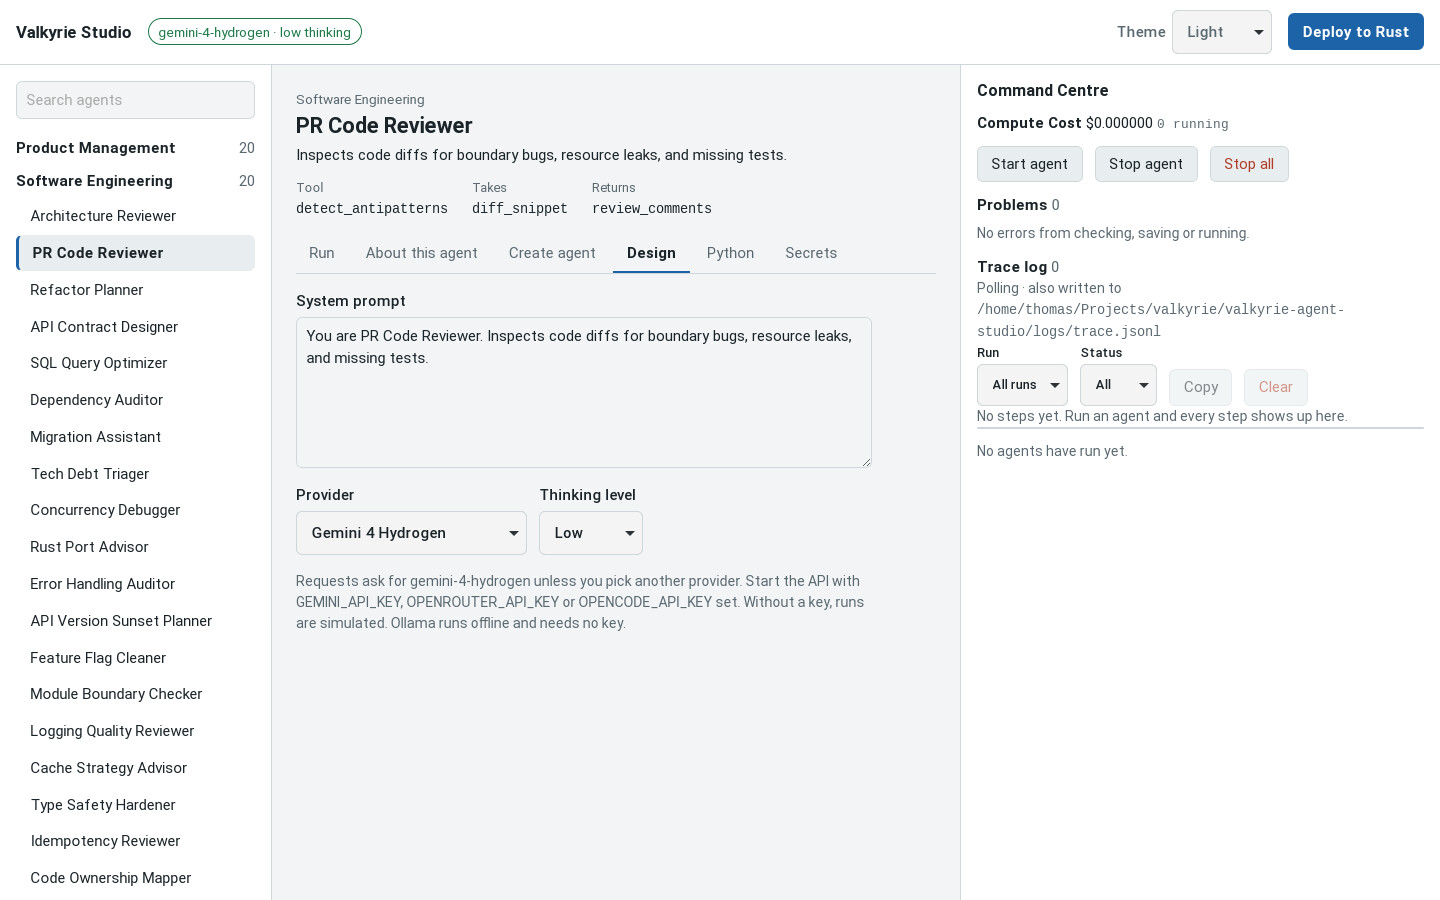 Valkyrie Studio
gemini-4-hydrogen · low thinking
Theme
Light
Deploy to Rust
Search agents
Product Management 20
Software Engineering 20
Architecture Reviewer
PR Code Reviewer
Refactor Planner
API Contract Designer
SQL Query Optimizer
Dependency Auditor
Migration Assistant
Tech Debt Triager
Concurrency Debugger
Rust Port Advisor
Error Handling Auditor
API Version Sunset Planner
Feature Flag Cleaner
Module Boundary Checker
Logging Quality Reviewer
Cache Strategy Advisor
Type Safety Hardener
Idempotency Reviewer
Code Ownership Mapper
Software Engineering
PR Code Reviewer
Inspects code diffs for boundary bugs, resource leaks, and missing tests.
Tool Takes Returns
detect_antipatterns diff_snippet review_comments
Run About this agent Create agent Design Python Secrets
System prompt
You are PR Code Reviewer. Inspects code diffs for boundary bugs, resource leaks,
and missing tests.
Provider Thinking level
Gemini 4 Hydrogen Low
Requests ask for gemini-4-hydrogen unless you pick another provider. Start the API with
GEMINI_API_KEY, OPENROUTER_API_KEY or OPENCODE_API_KEY set. Without a key, runs
are simulated. Ollama runs offline and needs no key.
Command Centre
Compute Cost $0.000000 0 running
Start agent Stop agent Stop all
Problems 0
No errors from checking, saving or running.
Trace log 0
Polling · also written to
/home/thomas/Projects/valkyrie/valkyrie-agent-
studio/logs/trace.jsonl
Run Status
All runs All Copy Clear
No steps yet. Run an agent and every step shows up here.
No agents have run yet.